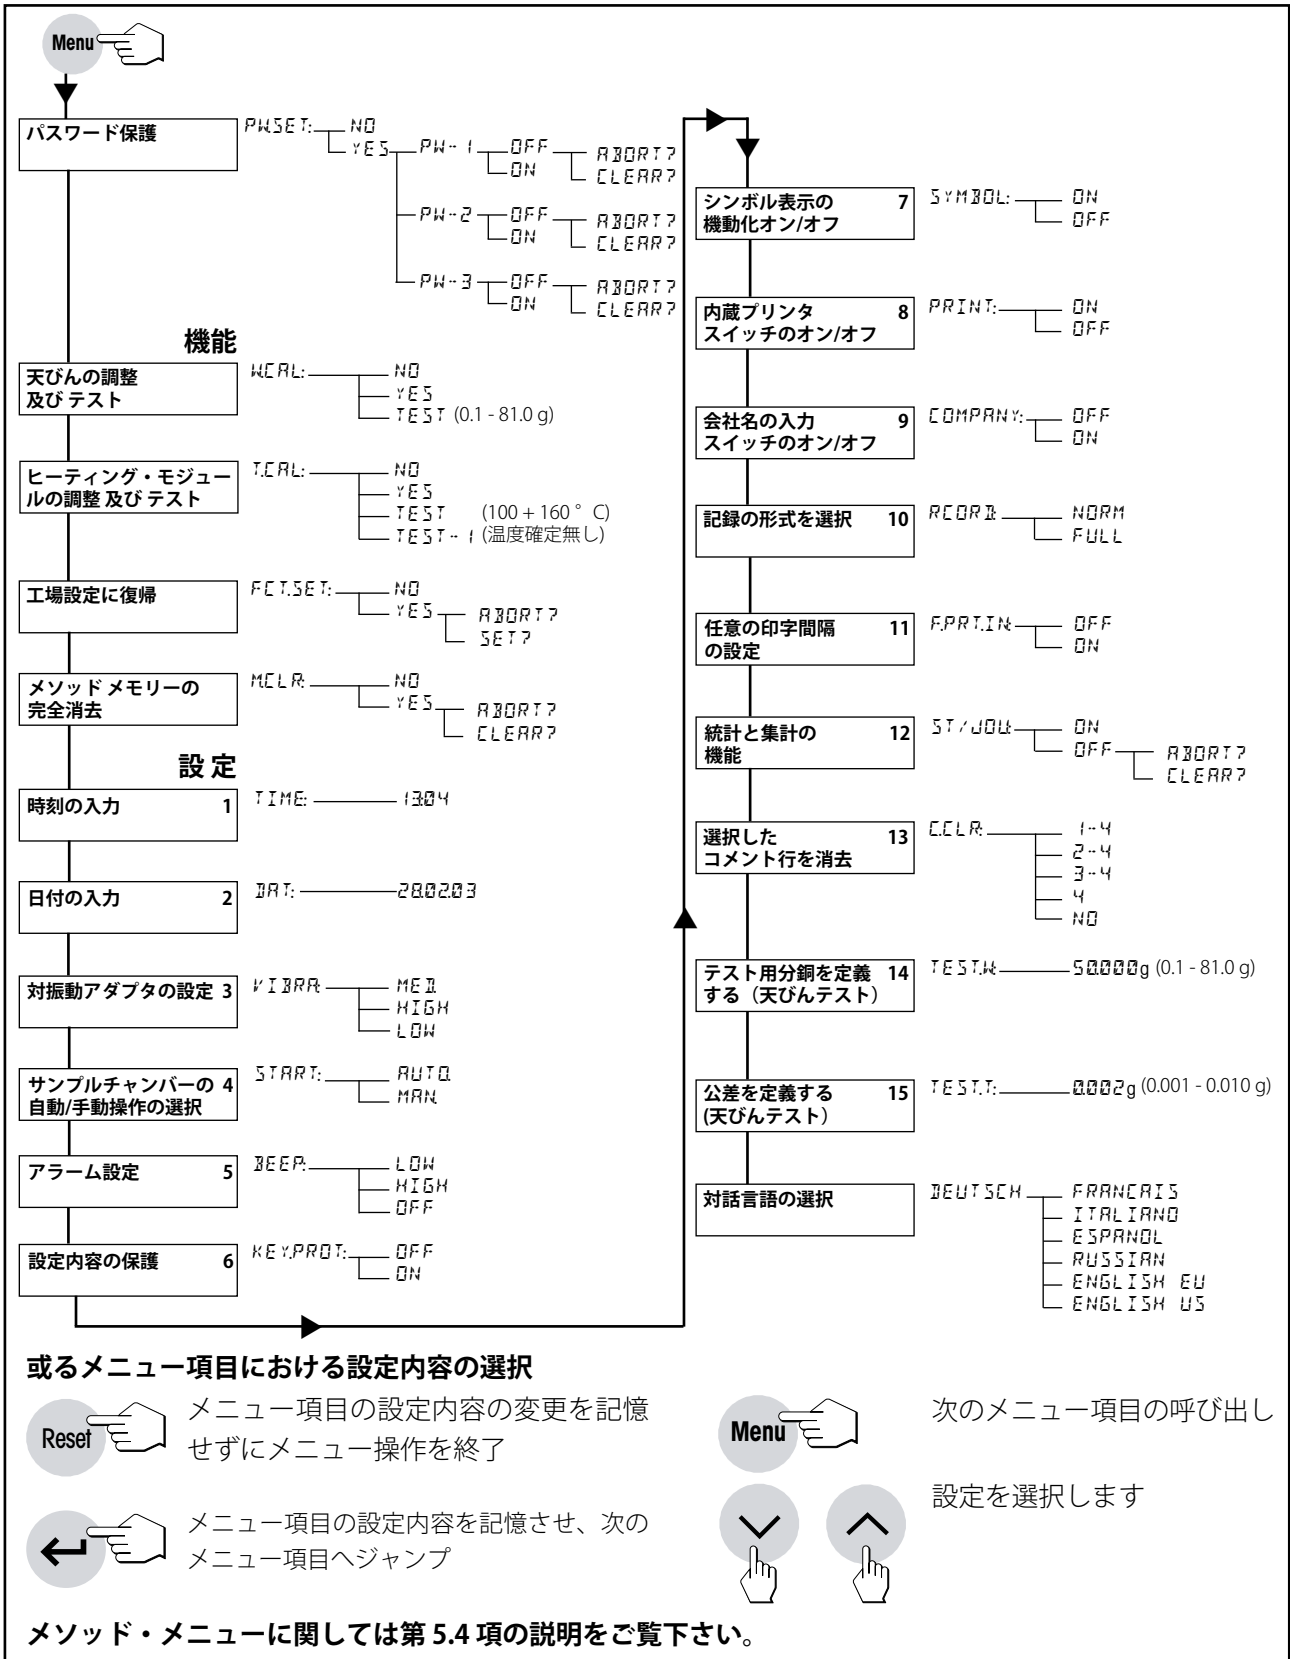 Menu
パスワード保護
PW.SET: NO
YES PW-1 OFF ABORT?
ON CLEAR?
PW-2 OFF ABORT?
ON CLEAR?
PW-3 OFF ABORT?
ON CLEAR?
機能
天びんの調整
及び テスト
W.CAL: NO
YES
TEST (0.1 - 81.0 g)
ヒーティング・モジュー
ルの調整 及び テスト
T.CAL: NO
YES
TEST (100 + 160 ° C)
TEST-1 (温度確定無し)
工場設定に復帰
FCT.SET: NO
YES ABORT?
SET?
メソッド メモリーの
完全消去
M.CLR: NO
YES ABORT?
CLEAR?
設 定
時刻の入力 1
TIME: 13:04
日付の入力 2
DAT: 28.02.03
対振動アダプタの設定 3
VIBRA: MED.
HIGH
LOW
サンプルチャンバーの 4
自動/手動操作の選択
START: AUTO.
MAN.
アラーム設定 5
BEEP: LOW
HIGH
OFF
設定内容の保護 6
KEY.PROT: OFF
ON
シンボル表示の 7
機動化オン/オフ
SYMBOL: ON
OFF
内蔵プリンタ 8
スイッチのオン/オフ
PRINT: ON
OFF
会社名の入力 9
スイッチのオン/オフ
COMPANY: OFF
ON
記録の形式を選択 10
RCORD: NORM
FULL
任意の印字間隔 11
の設定
F.PRT.IN: OFF
ON
統計と集計の 12
機能
ST/JOU: ON
OFF ABORT?
CLEAR?
選択した 13
コメント行を消去
C.CLR: 1-4
2-4
3-4
4
NO
テスト用分銅を定義 14
する（天びんテスト）
TEST.W: 50.000g (0.1 - 81.0 g)
公差を定義する 15
(天びんテスト）
TEST.T: 0.002g (0.001 - 0.010 g)
対話言語の選択
DEUTSCH FRANCAIS
ITALIANO
ESPANOL
RUSSIAN
ENGLISH EU
ENGLISH US
或るメニュー項目における設定内容の選択
Reset
メニュー項目の設定内容の変更を記憶
せずにメニュー操作を終了
メニュー項目の設定内容を記憶させ、次の
メニュー項目へジャンプ
Menu
次のメニュー項目の呼び出し
設定を選択します
メソッド・メニューに関しては第 5.4 項の説明をご覧下さい。